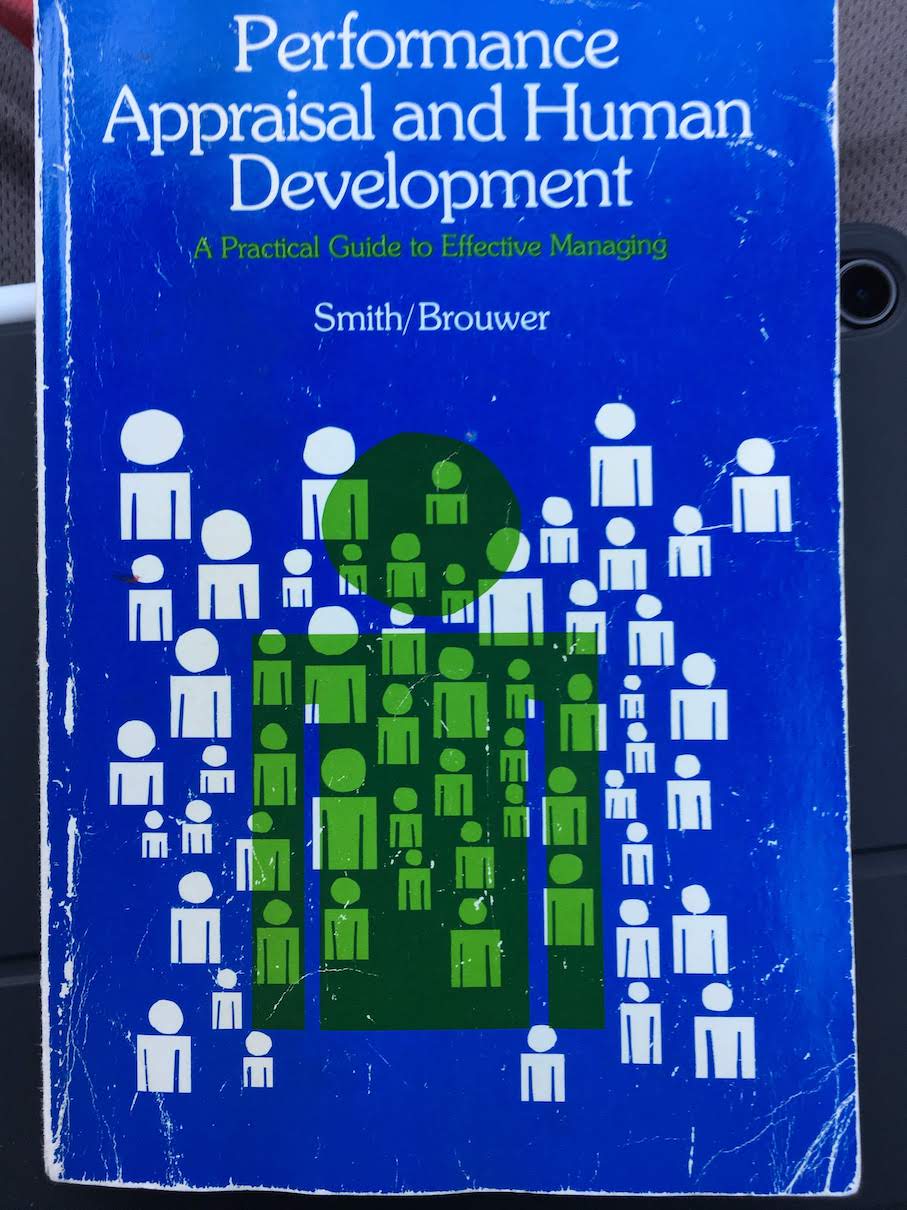 Performance
Appraisal and Human
Development
A Practical Guide to Effective Managing
Smith/Brouwer